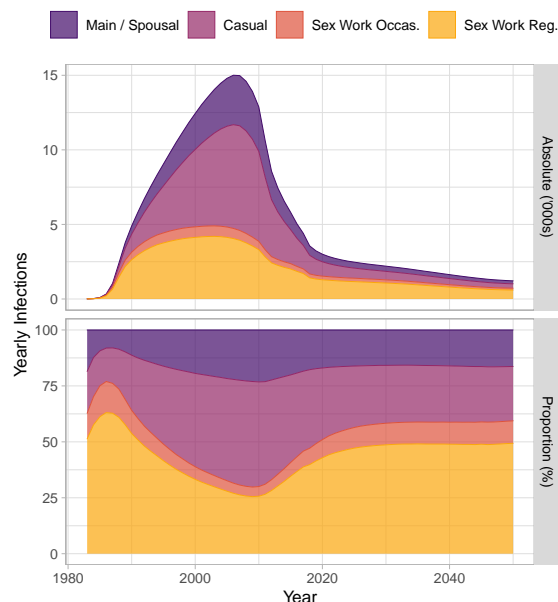 Main / Spousal Casual Sex Work Occas. Sex Work Reg.
15
10
5
0
Absolute ('000s)
Yearly Infections
100
75
50
25
0
Proportion (%)
1980 2000 2020 2040
Year